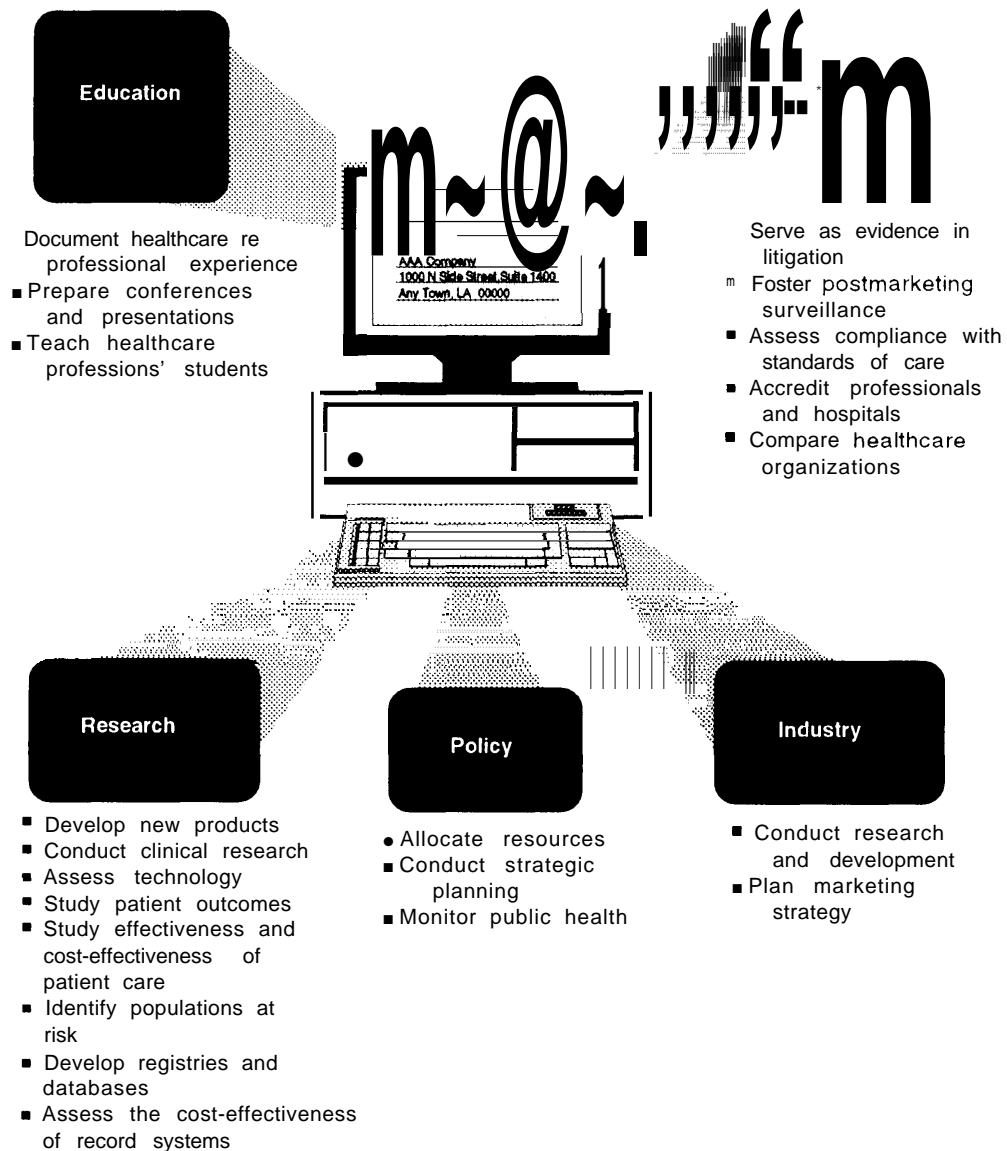 Education
Document healthcare re
professional experience
■ Prepare conferences
and presentations
■ Teach healthcare
professions’ students
m~@~.
AAA Company
1000 N Side Street,Suite 1400
Any Town, LA 00000
m
Serve as evidence in
litigation
m Foster postmarketing
surveillance
■ Assess compliance with
standards of care
■ Accredit professionals
and hospitals
■ Compare healthcare
organizations
Research
■ Develop new products
■ Conduct clinical research
■ Assess technology
■ Study patient outcomes
■ Study effectiveness and
cost-effectiveness of
patient care
■ Identify populations at
risk
■ Develop registries and
databases
■ Assess the cost-effectiveness
of record systems
Policy
● Allocate resources
■ Conduct strategic
planning
■ Monitor public health
Industry
■ Conduct research
and development
■ Plan marketing
strategy